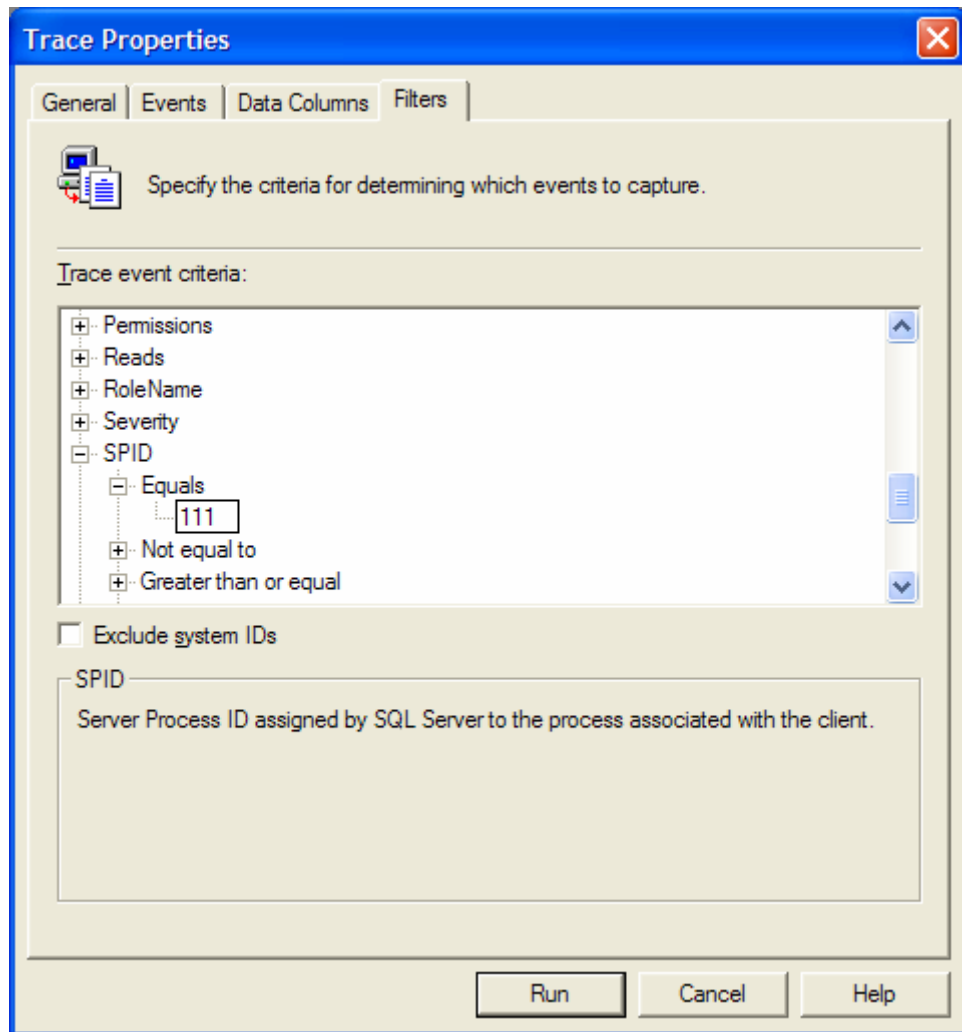 Trace Properties
General Events Data Columns Filters
Specify the criteria for determining which events to capture.
Trace event criteria:
Permissions
Reads
RoleName
Severity
SPID
Equals
111
Not equal to
Greater than or equal
Exclude system IDs
SPID
Server Process ID assigned by SQL Server to the process associated with the client.
Run Cancel Help